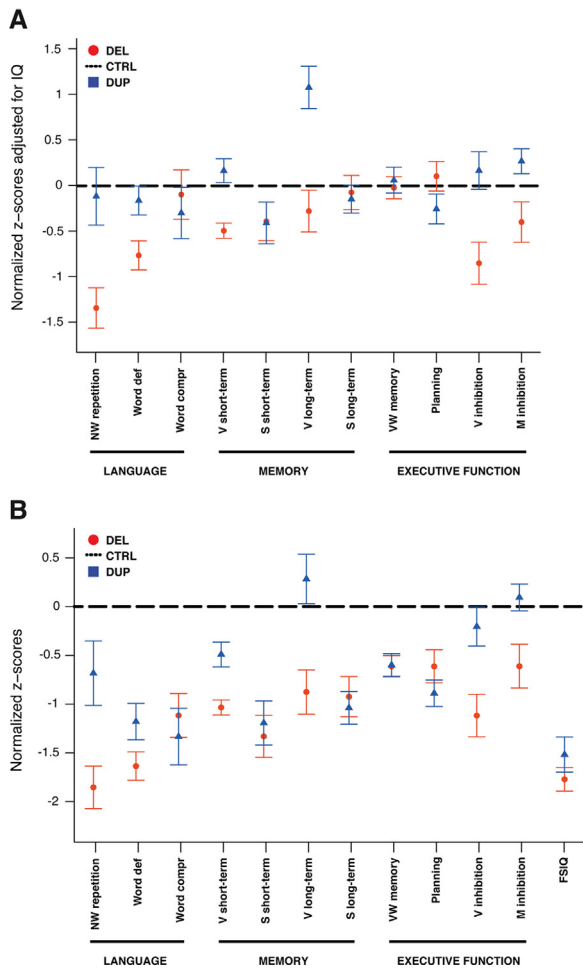 A
DEL
CTRL
DUP
Normalized z-scores adjusted for IQ
1.5
1
0.5
0
-0.5
-1
-1.5
NW repetition
Word def
Word compr
V short-term
S short-term
V long-term
S long-term
VW memory
Planning
V inhibition
M inhibition
LANGUAGE
MEMORY
EXECUTIVE FUNCTION
B
DEL
CTRL
DUP
Normalized z-scores
0.5
0
-0.5
-1
-1.5
-2
NW repetition
Word def
Word compr
V short-term
S short-term
V long-term
S long-term
VW memory
Planning
V inhibition
M inhibition
FSIQ
LANGUAGE
MEMORY
EXECUTIVE FUNCTION